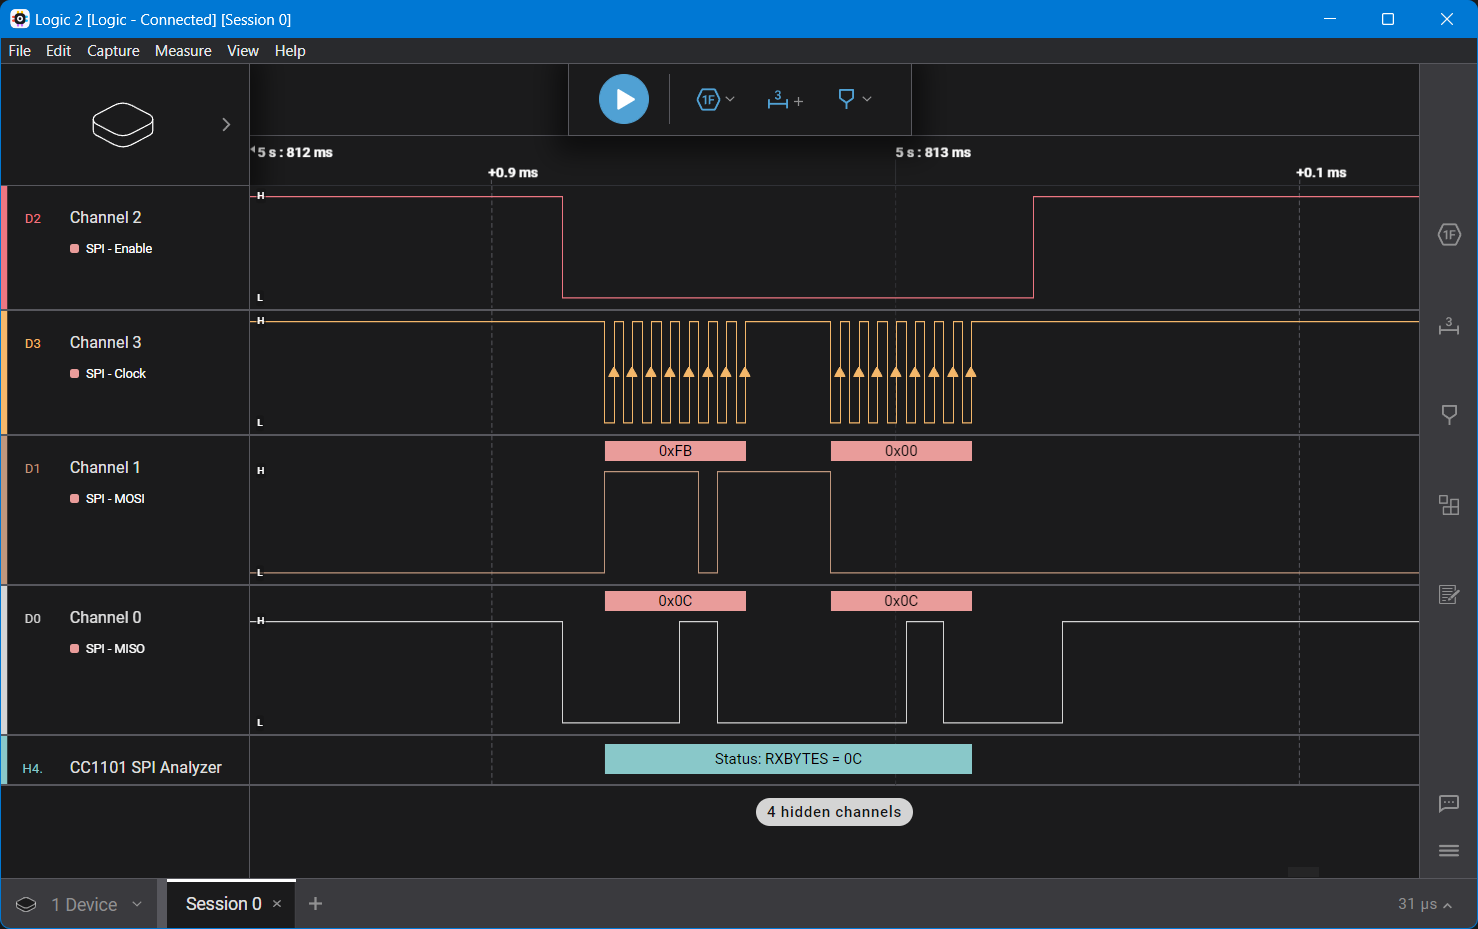 Logic 2 [Logic - Connected] [Session 0]
File Edit Capture Measure View Help
1F 3 +
5 s : 812 ms 5 s : 813 ms
+0.9 ms +0.1 ms
D2 Channel 2
SPI - Enable
H
L
D3 Channel 3
SPI - Clock
H
L
D1 Channel 1
SPI - MOSI
H
L
0xFB 0x00
D0 Channel 0
SPI - MISO
H
L
0x0C 0x0C
H4. CC1101 SPI Analyzer
Status: RXBYTES = 0C
4 hidden channels
1F
3
1 Device Session 0 × + 31 µs